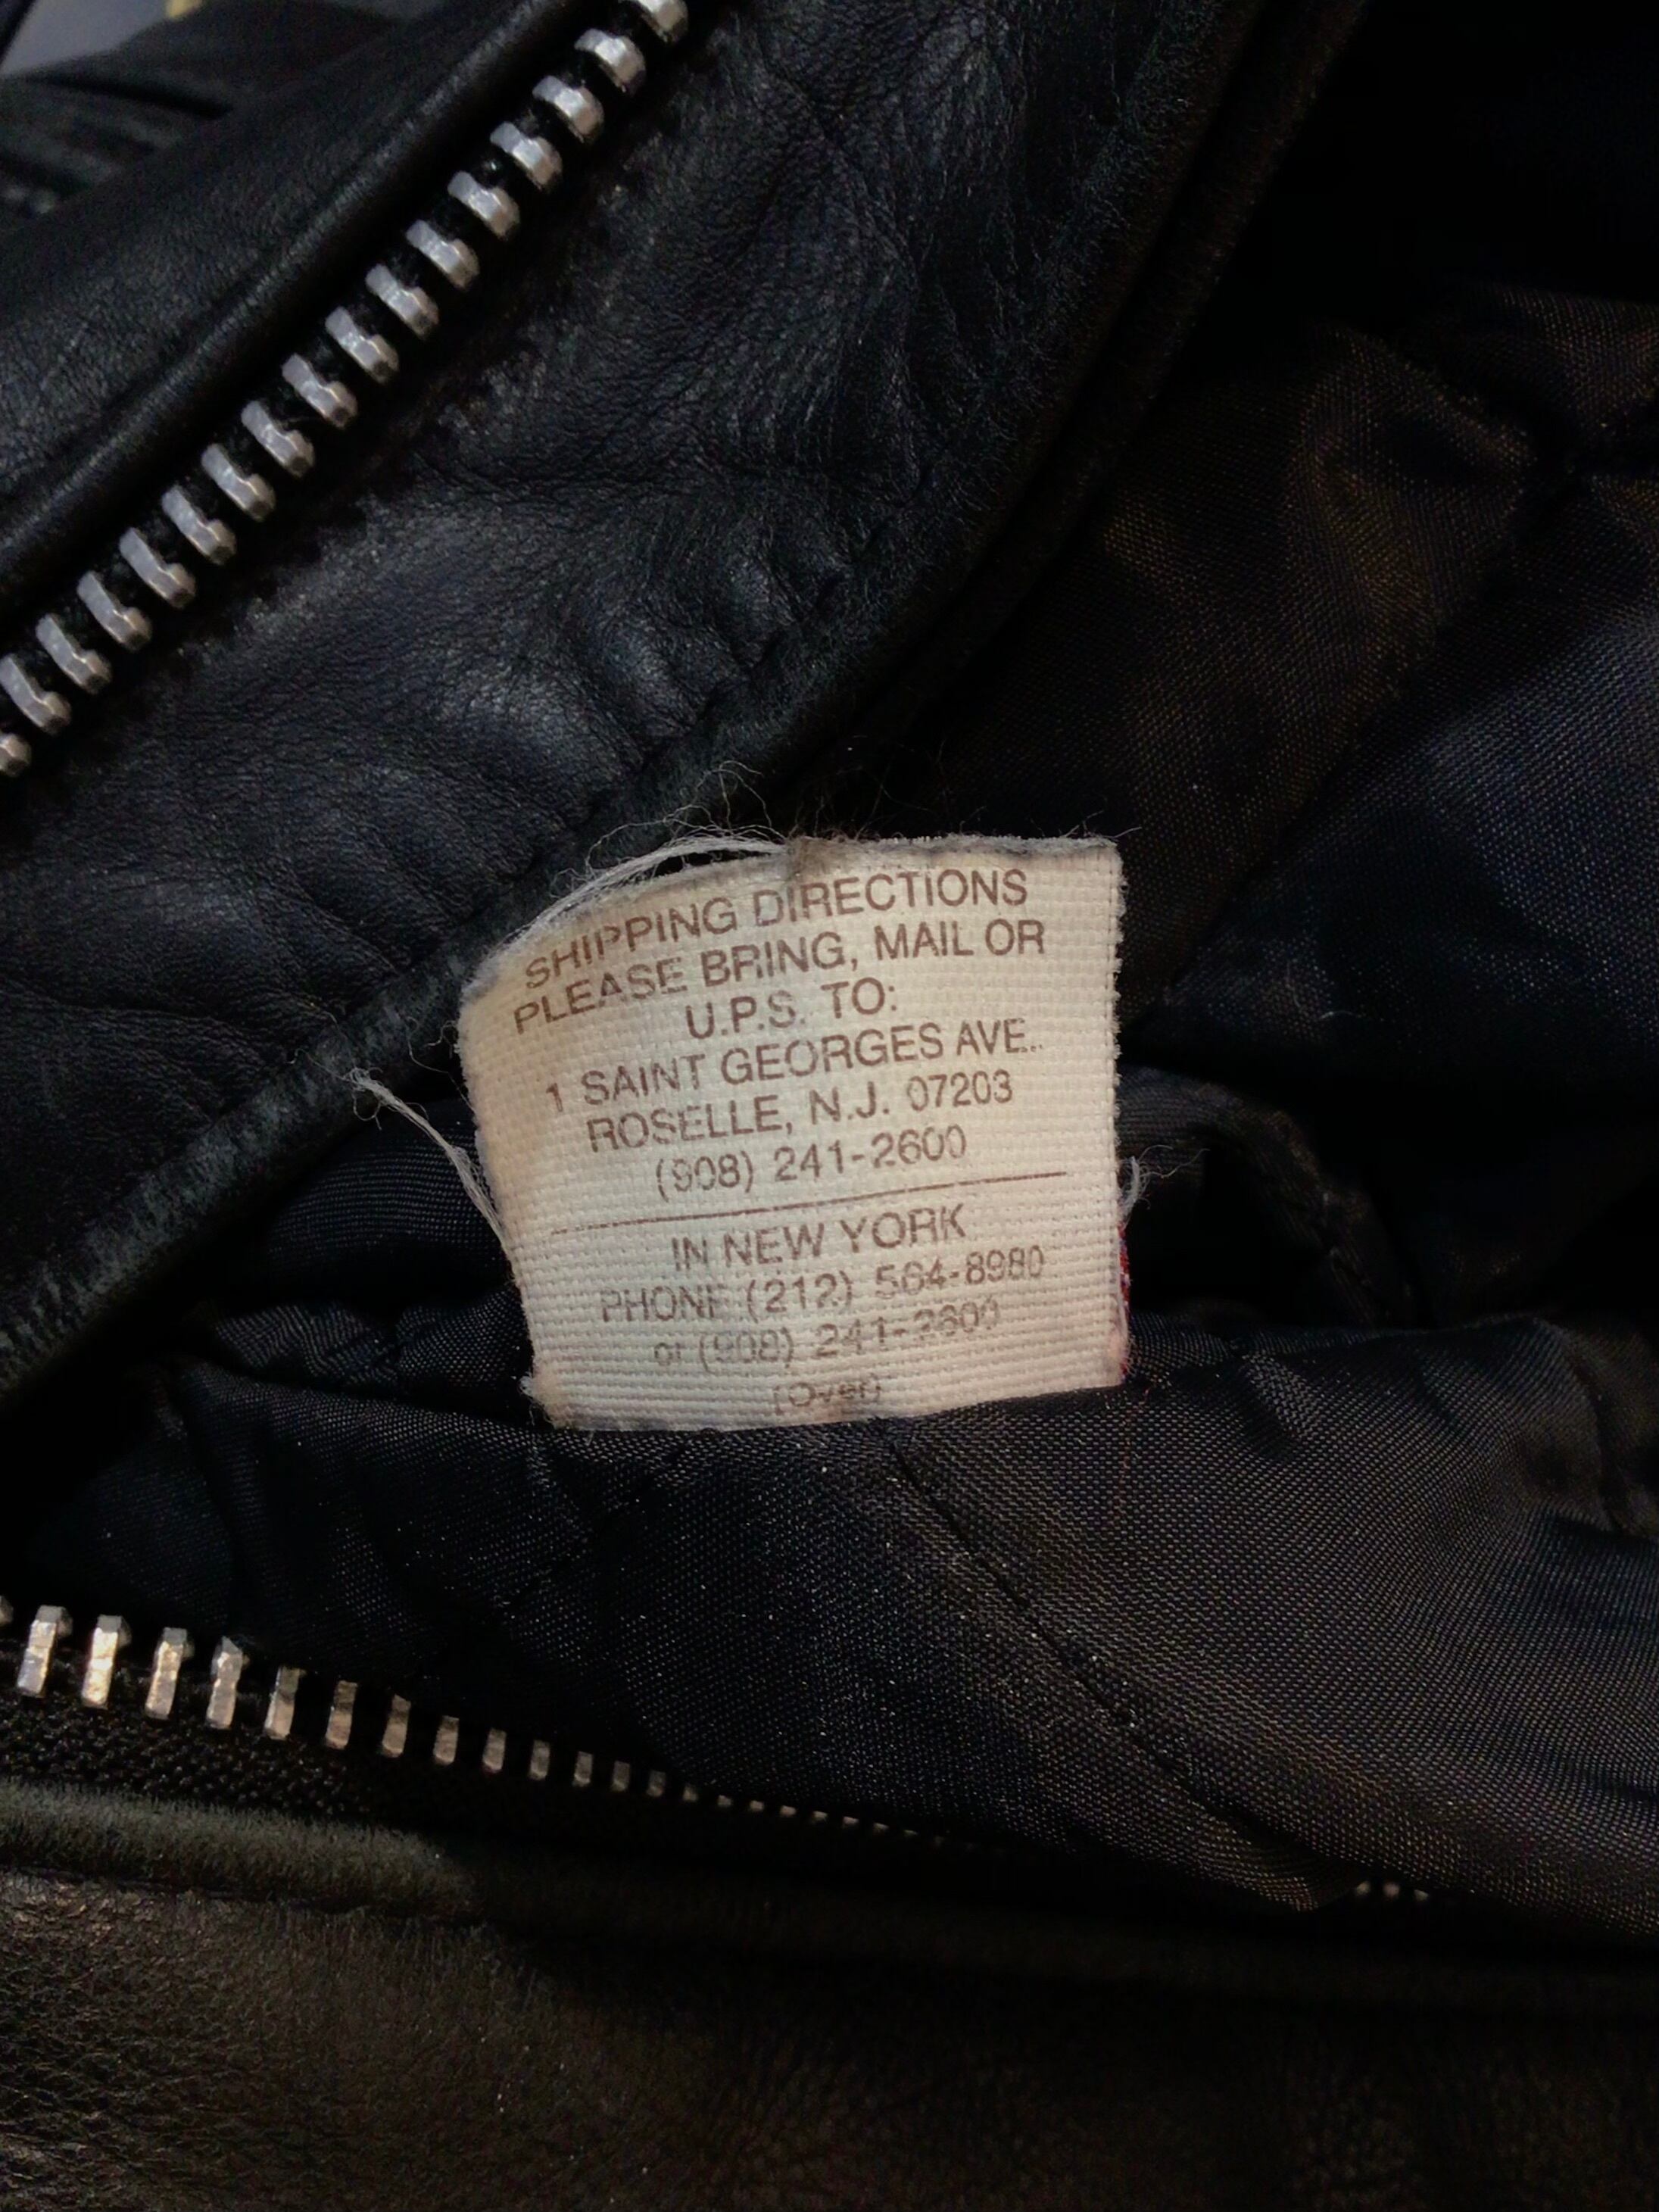 SHIPPING DIRECTIONS
PLEASE BRING, MAIL OR
U.P.S. TO:
1 SAINT GEORGES AVE.
ROSELLE, N.J. 07203
(908) 241-2600
IN NEW YORK
PHONE (212) 564-8980
or (908) 241-2600
(Over)